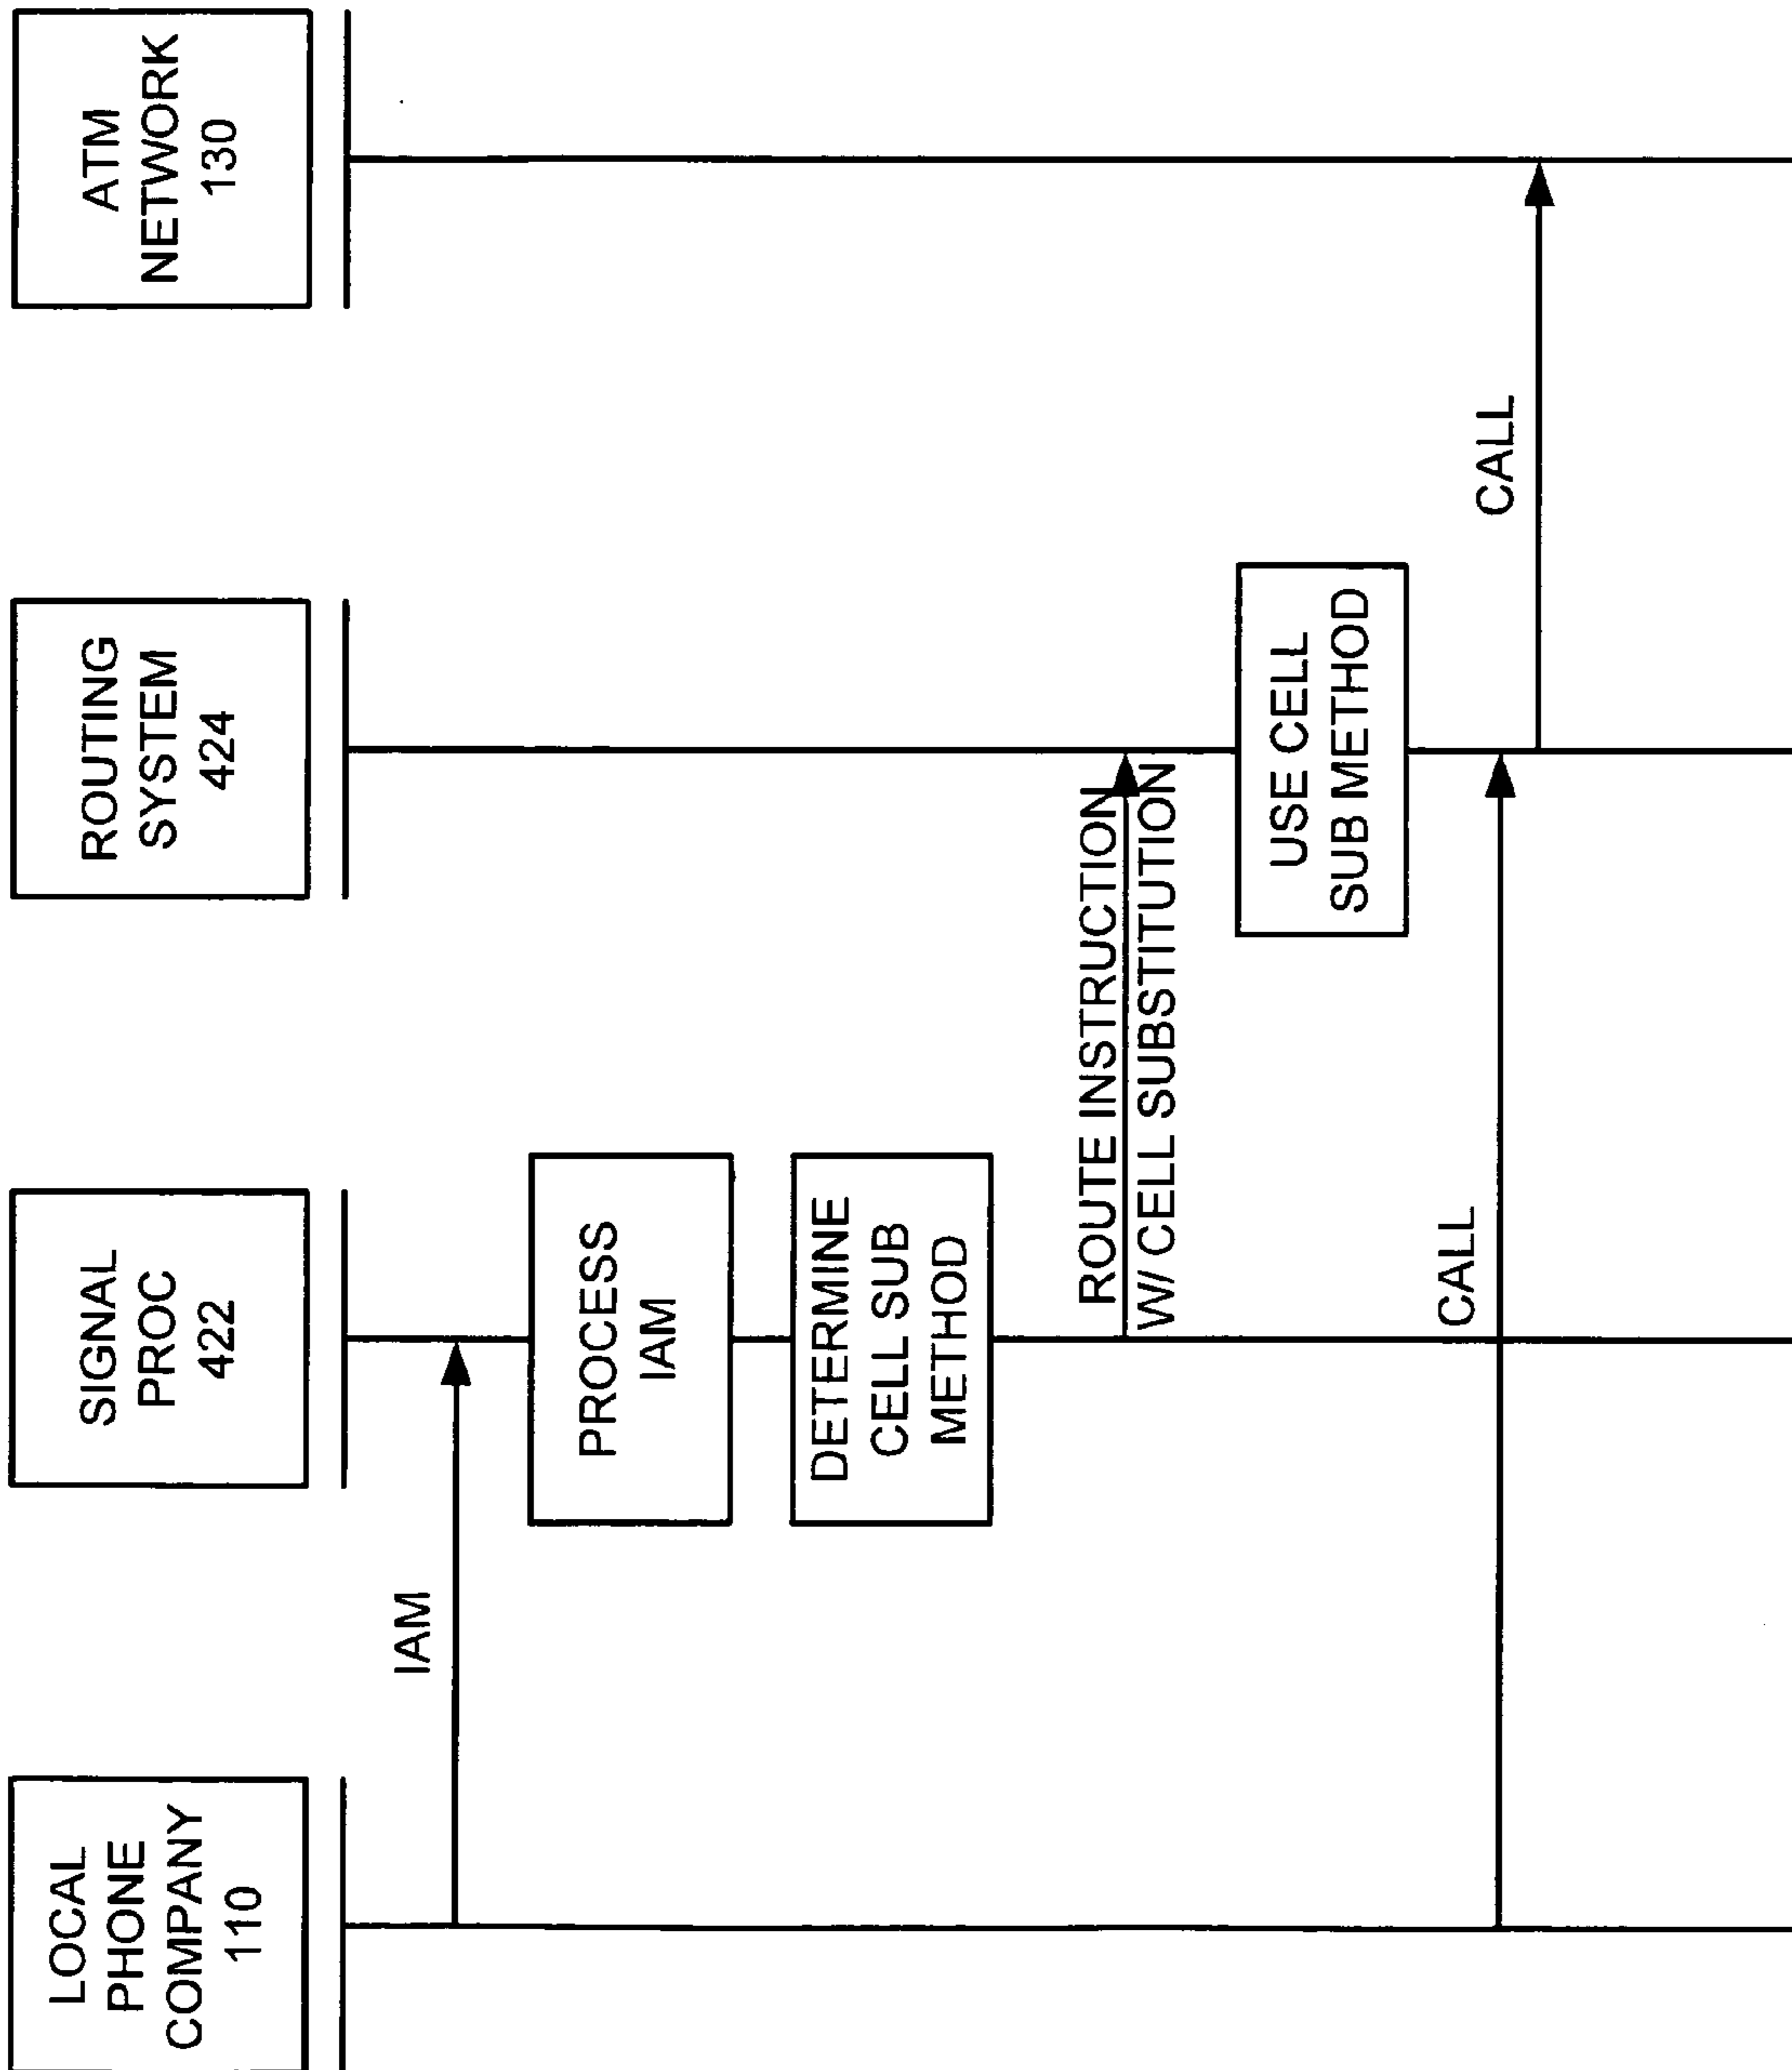 LOCAL
PHONE
COMPANY
110
SIGNAL
PROC
422
ROUTING
SYSTEM
424
ATM
NETWORK
130
IAM
PROCESS
IAM
DETERMINE
CELL SUB
METHOD
ROUTE INSTRUCTION
W/ CELL SUBSTITUTION
USE CELL
SUB METHOD
CALL
CALL